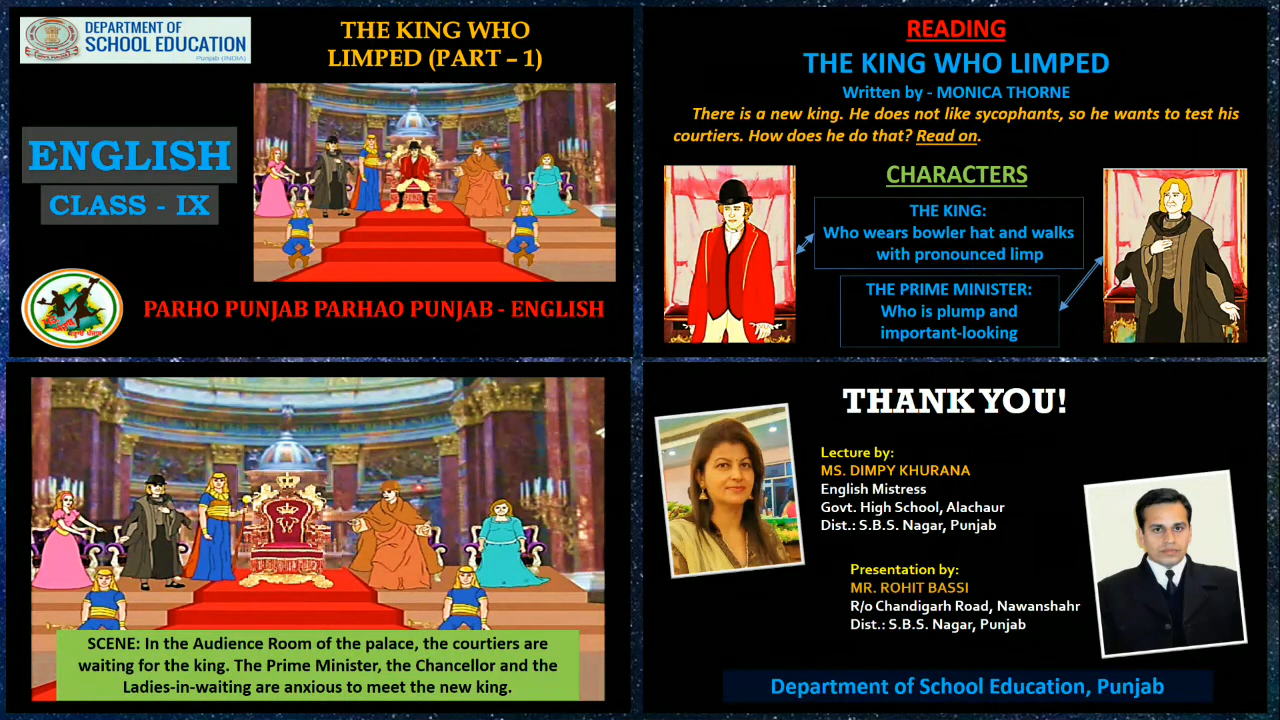 DEPARTMENT OF
SCHOOL EDUCATION
Punjab (INDIA)
THE KING WHO
LIMPED (PART – 1)
ENGLISH
CLASS - IX
PARHO PUNJAB PARHAO PUNJAB - ENGLISH
READING
THE KING WHO LIMPED
Written by - MONICA THORNE
There is a new king. He does not like sycophants, so he wants to test his
courtiers. How does he do that? Read on.
CHARACTERS
THE KING:
Who wears bowler hat and walks
with pronounced limp
THE PRIME MINISTER:
Who is plump and
important-looking
SCENE: In the Audience Room of the palace, the courtiers are
waiting for the king. The Prime Minister, the Chancellor and the
Ladies-in-waiting are anxious to meet the new king.
THANK YOU!
Lecture by:
MS. DIMPY KHURANA
English Mistress
Govt. High School, Alachaur
Dist.: S.B.S. Nagar, Punjab
Presentation by:
MR. ROHIT BASSI
R/o Chandigarh Road, Nawanshahr
Dist.: S.B.S. Nagar, Punjab
Department of School Education, Punjab